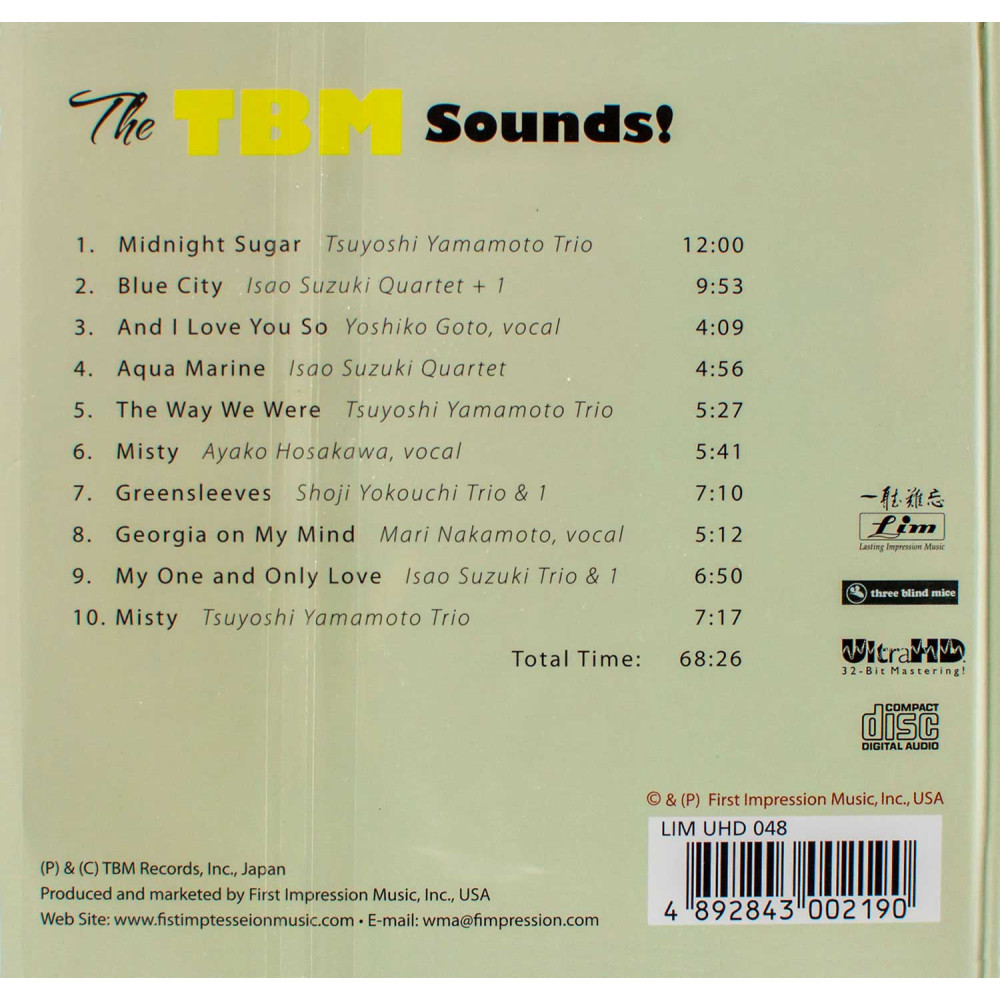 The TBM Sounds!
1. Midnight Sugar Tsuyoshi Yamamoto Trio 12:00
2. Blue City Isao Suzuki Quartet + 1 9:53
3. And I Love You So Yoshiko Goto, vocal 4:09
4. Aqua Marine Isao Suzuki Quartet 4:56
5. The Way We Were Tsuyoshi Yamamoto Trio 5:27
6. Misty Ayako Hosakawa, vocal 5:41
7. Greensleeves Shoji Yokouchi Trio & 1 7:10
8. Georgia on My Mind Mari Nakamoto, vocal 5:12
9. My One and Only Love Isao Suzuki Trio & 1 6:50
10. Misty Tsuyoshi Yamamoto Trio 7:17
Total Time: 68:26
一聽難忘
Lim
Lasting Impression Music
three blind mice
UltraHD
32-Bit Mastering!
COMPACT
disc
DIGITAL AUDIO
© & (P) First Impression Music, Inc., USA
LIM UHD 048
4 892843 002190
(P) & (C) TBM Records, Inc., Japan
Produced and marketed by First Impression Music, Inc., USA
Web Site: www.fistimptesseionmusic.com • E-mail: wma@fimpression.com